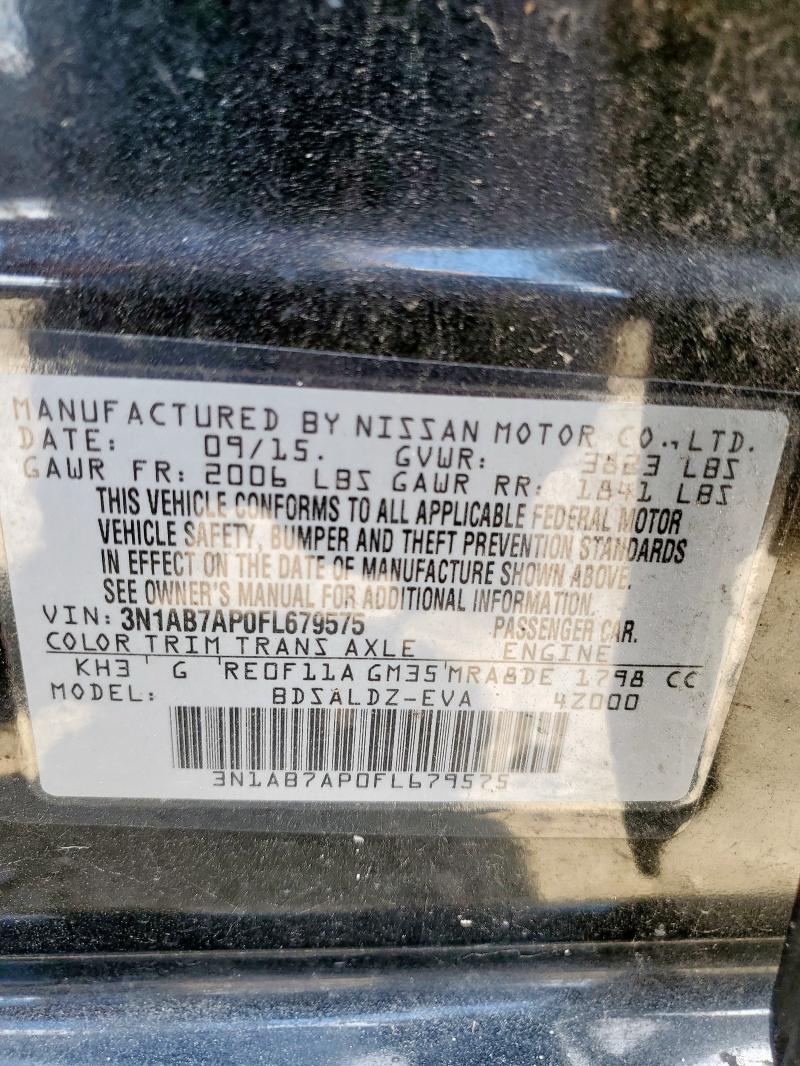 MANUFACTURED BY NISSAN MOTOR CO.,LTD.
DATE: 09/15. GVWR: 3823 LBS
GAWR FR: 2006 LBS GAWR RR: 1841 LBS
THIS VEHICLE CONFORMS TO ALL APPLICABLE FEDERAL MOTOR
VEHICLE SAFETY, BUMPER AND THEFT PREVENTION STANDARDS
IN EFFECT ON THE DATE OF MANUFACTURE SHOWN ABOVE.
SEE OWNER'S MANUAL FOR ADDITIONAL INFORMATION.
VIN: 3N1AB7AP0FL679575 PASSENGER CAR.
COLOR TRIM TRANS AXLE ENGINE
KH3 G RE0F11A GM35 MRA8DE 1798 CC
MODEL: BDSALDZ-EVA 4Z000
3N1AB7AP0FL679575